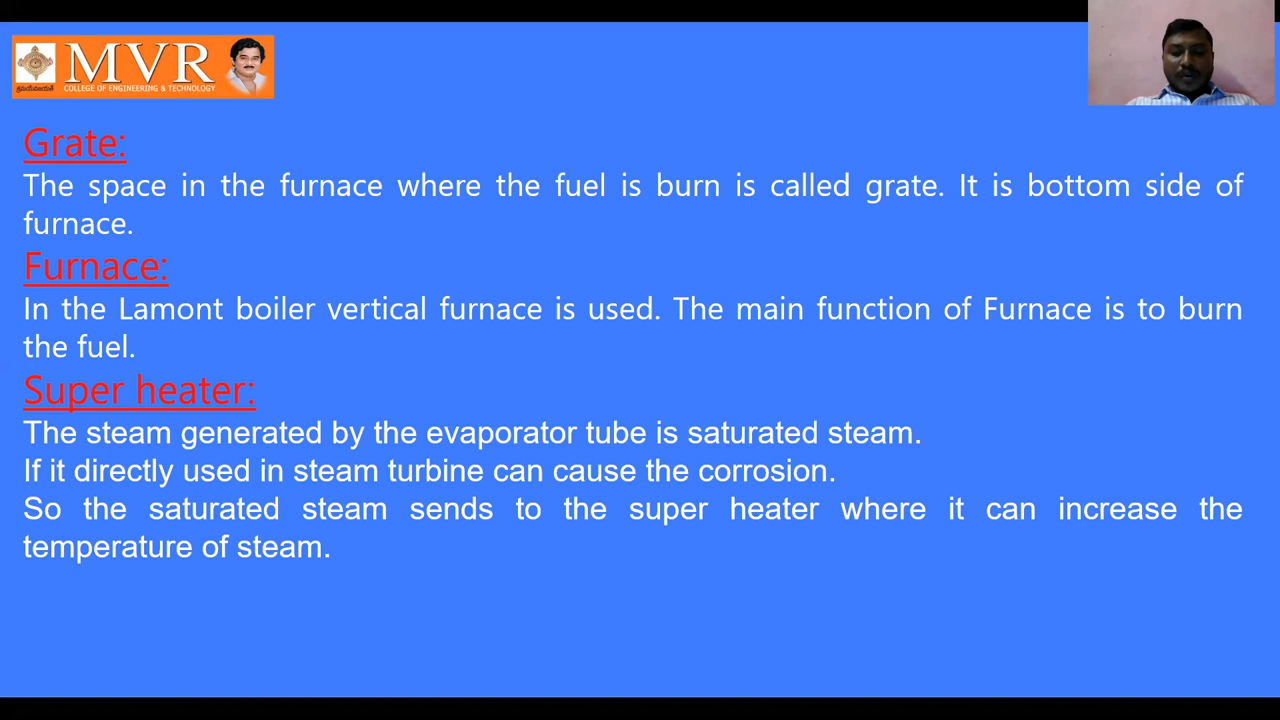 MVR
COLLEGE OF ENGINEERING & TECHNOLOGY
Grate:
The space in the furnace where the fuel is burn is called grate. It is bottom side of
furnace.
Furnace:
In the Lamont boiler vertical furnace is used. The main function of Furnace is to burn
the fuel.
Super heater:
The steam generated by the evaporator tube is saturated steam.
If it directly used in steam turbine can cause the corrosion.
So the saturated steam sends to the super heater where it can increase the
temperature of steam.